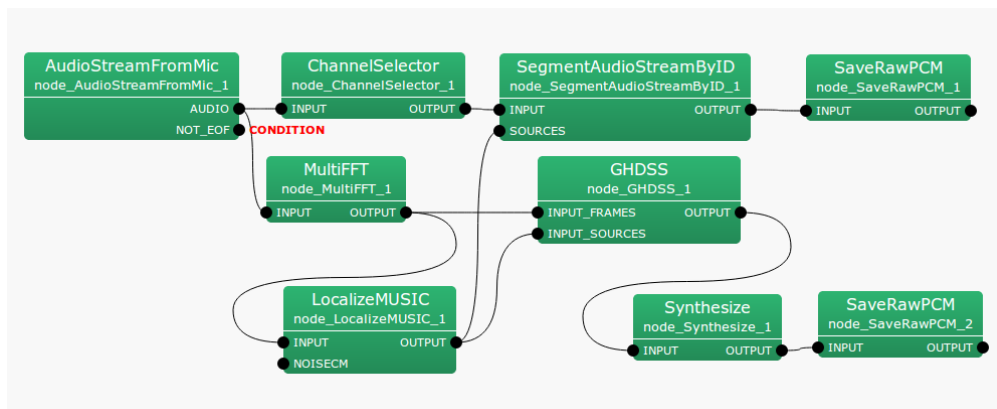 AudioStreamFromMic
node_AudioStreamFromMic_1
AUDIO
NOT_EOF
CONDITION
ChannelSelector
node_ChannelSelector_1
INPUT OUTPUT
SegmentAudioStreamByID
node_SegmentAudioStreamByID_1
INPUT OUTPUT
SOURCES
SaveRawPCM
node_SaveRawPCM_1
INPUT OUTPUT
MultiFFT
node_MultiFFT_1
INPUT OUTPUT
GHDSS
node_GHDSS_1
INPUT_FRAMES OUTPUT
INPUT_SOURCES
LocalizeMUSIC
node_LocalizeMUSIC_1
INPUT OUTPUT
NOISECM
Synthesize
node_Synthesize_1
INPUT OUTPUT
SaveRawPCM
node_SaveRawPCM_2
INPUT OUTPUT